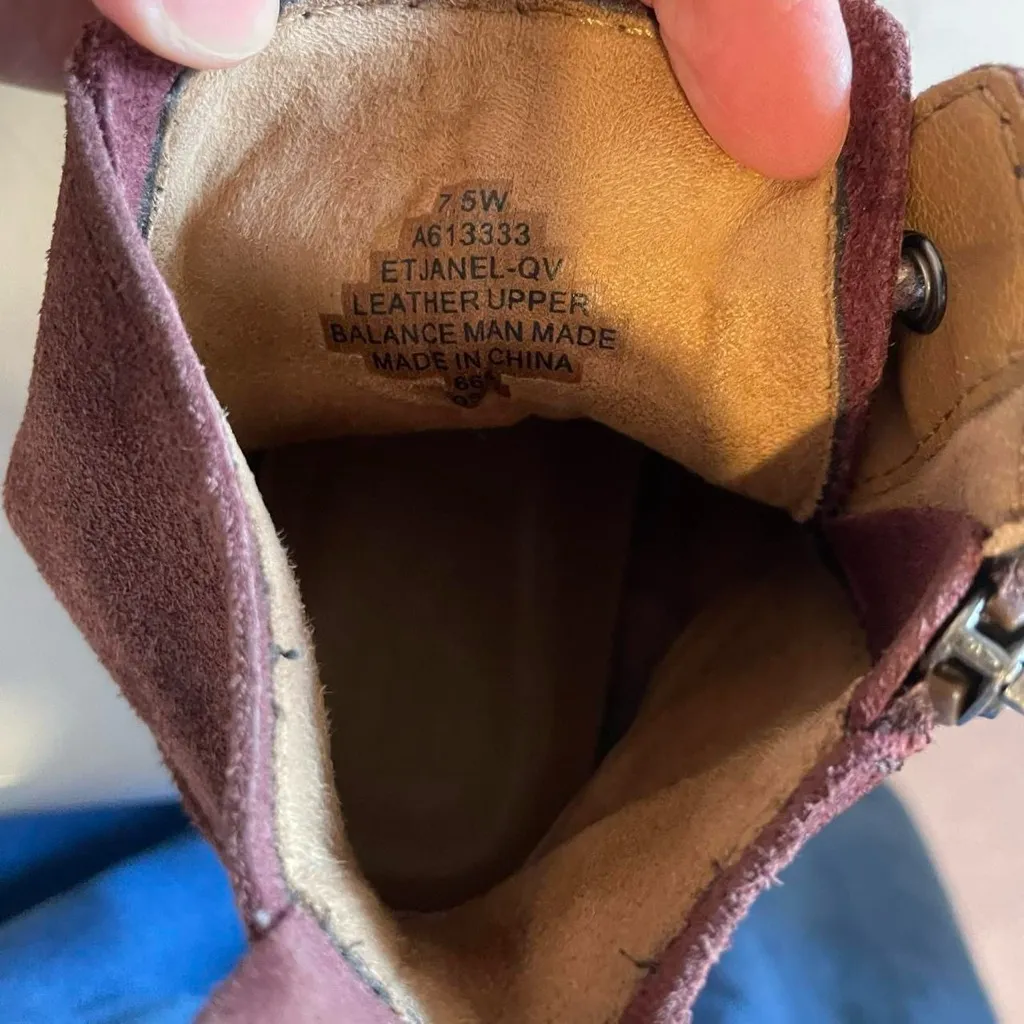 7.5W
A613333
ETJANEL-QV
LEATHER UPPER
BALANCE MAN MADE
MADE IN CHINA